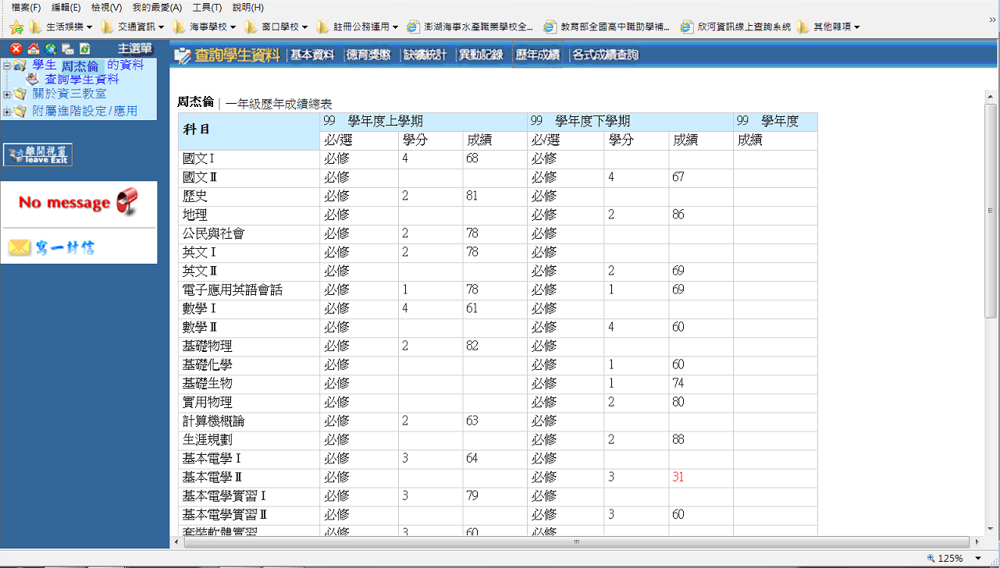 檔案(F) 編輯(E) 檢視(V) 我的最愛(A) 工具(T) 說明(H)
生活娛樂 交通資訊 海事學校 窗口學校 註冊公務運用 澎湖海事水產職業學校全... 教育部全國高中職助學補... 欣河資訊線上查詢系統 其他雜項 »
主選單
學生 周杰倫 的資料
查詢學生資料
關於資三教室
附屬進階設定/應用
離開視窗
leave Exit
No message
寫一封信
查詢學生資料 |基本資料 |德育獎懲 |缺曠統計 |異動記錄 |歷年成績 |各式成績查詢
周杰倫 | 一年級歷年成績總表
科目 99 學年度上學期 99 學年度下學期 99 學年度
必/選 學分 成績 必/選 學分 成績 成績
國文Ⅰ 必修 4 68 必修
國文Ⅱ 必修 必修 4 67
歷史 必修 2 81 必修
地理 必修 必修 2 86
公民與社會 必修 2 78 必修
英文Ⅰ 必修 2 78 必修
英文Ⅱ 必修 必修 2 69
電子應用英語會話 必修 1 78 必修 1 69
數學Ⅰ 必修 4 61 必修
數學Ⅱ 必修 必修 4 60
基礎物理 必修 2 82 必修
基礎化學 必修 必修 1 60
基礎生物 必修 必修 1 74
實用物理 必修 必修 2 80
計算機概論 必修 2 63 必修
生涯規劃 必修 必修 2 88
基本電學Ⅰ 必修 3 64 必修
基本電學Ⅱ 必修 必修 3 31
基本電學實習Ⅰ 必修 3 79 必修
基本電學實習Ⅱ 必修 必修 3 60
套裝軟體實習 必修 3 60 必修
125%